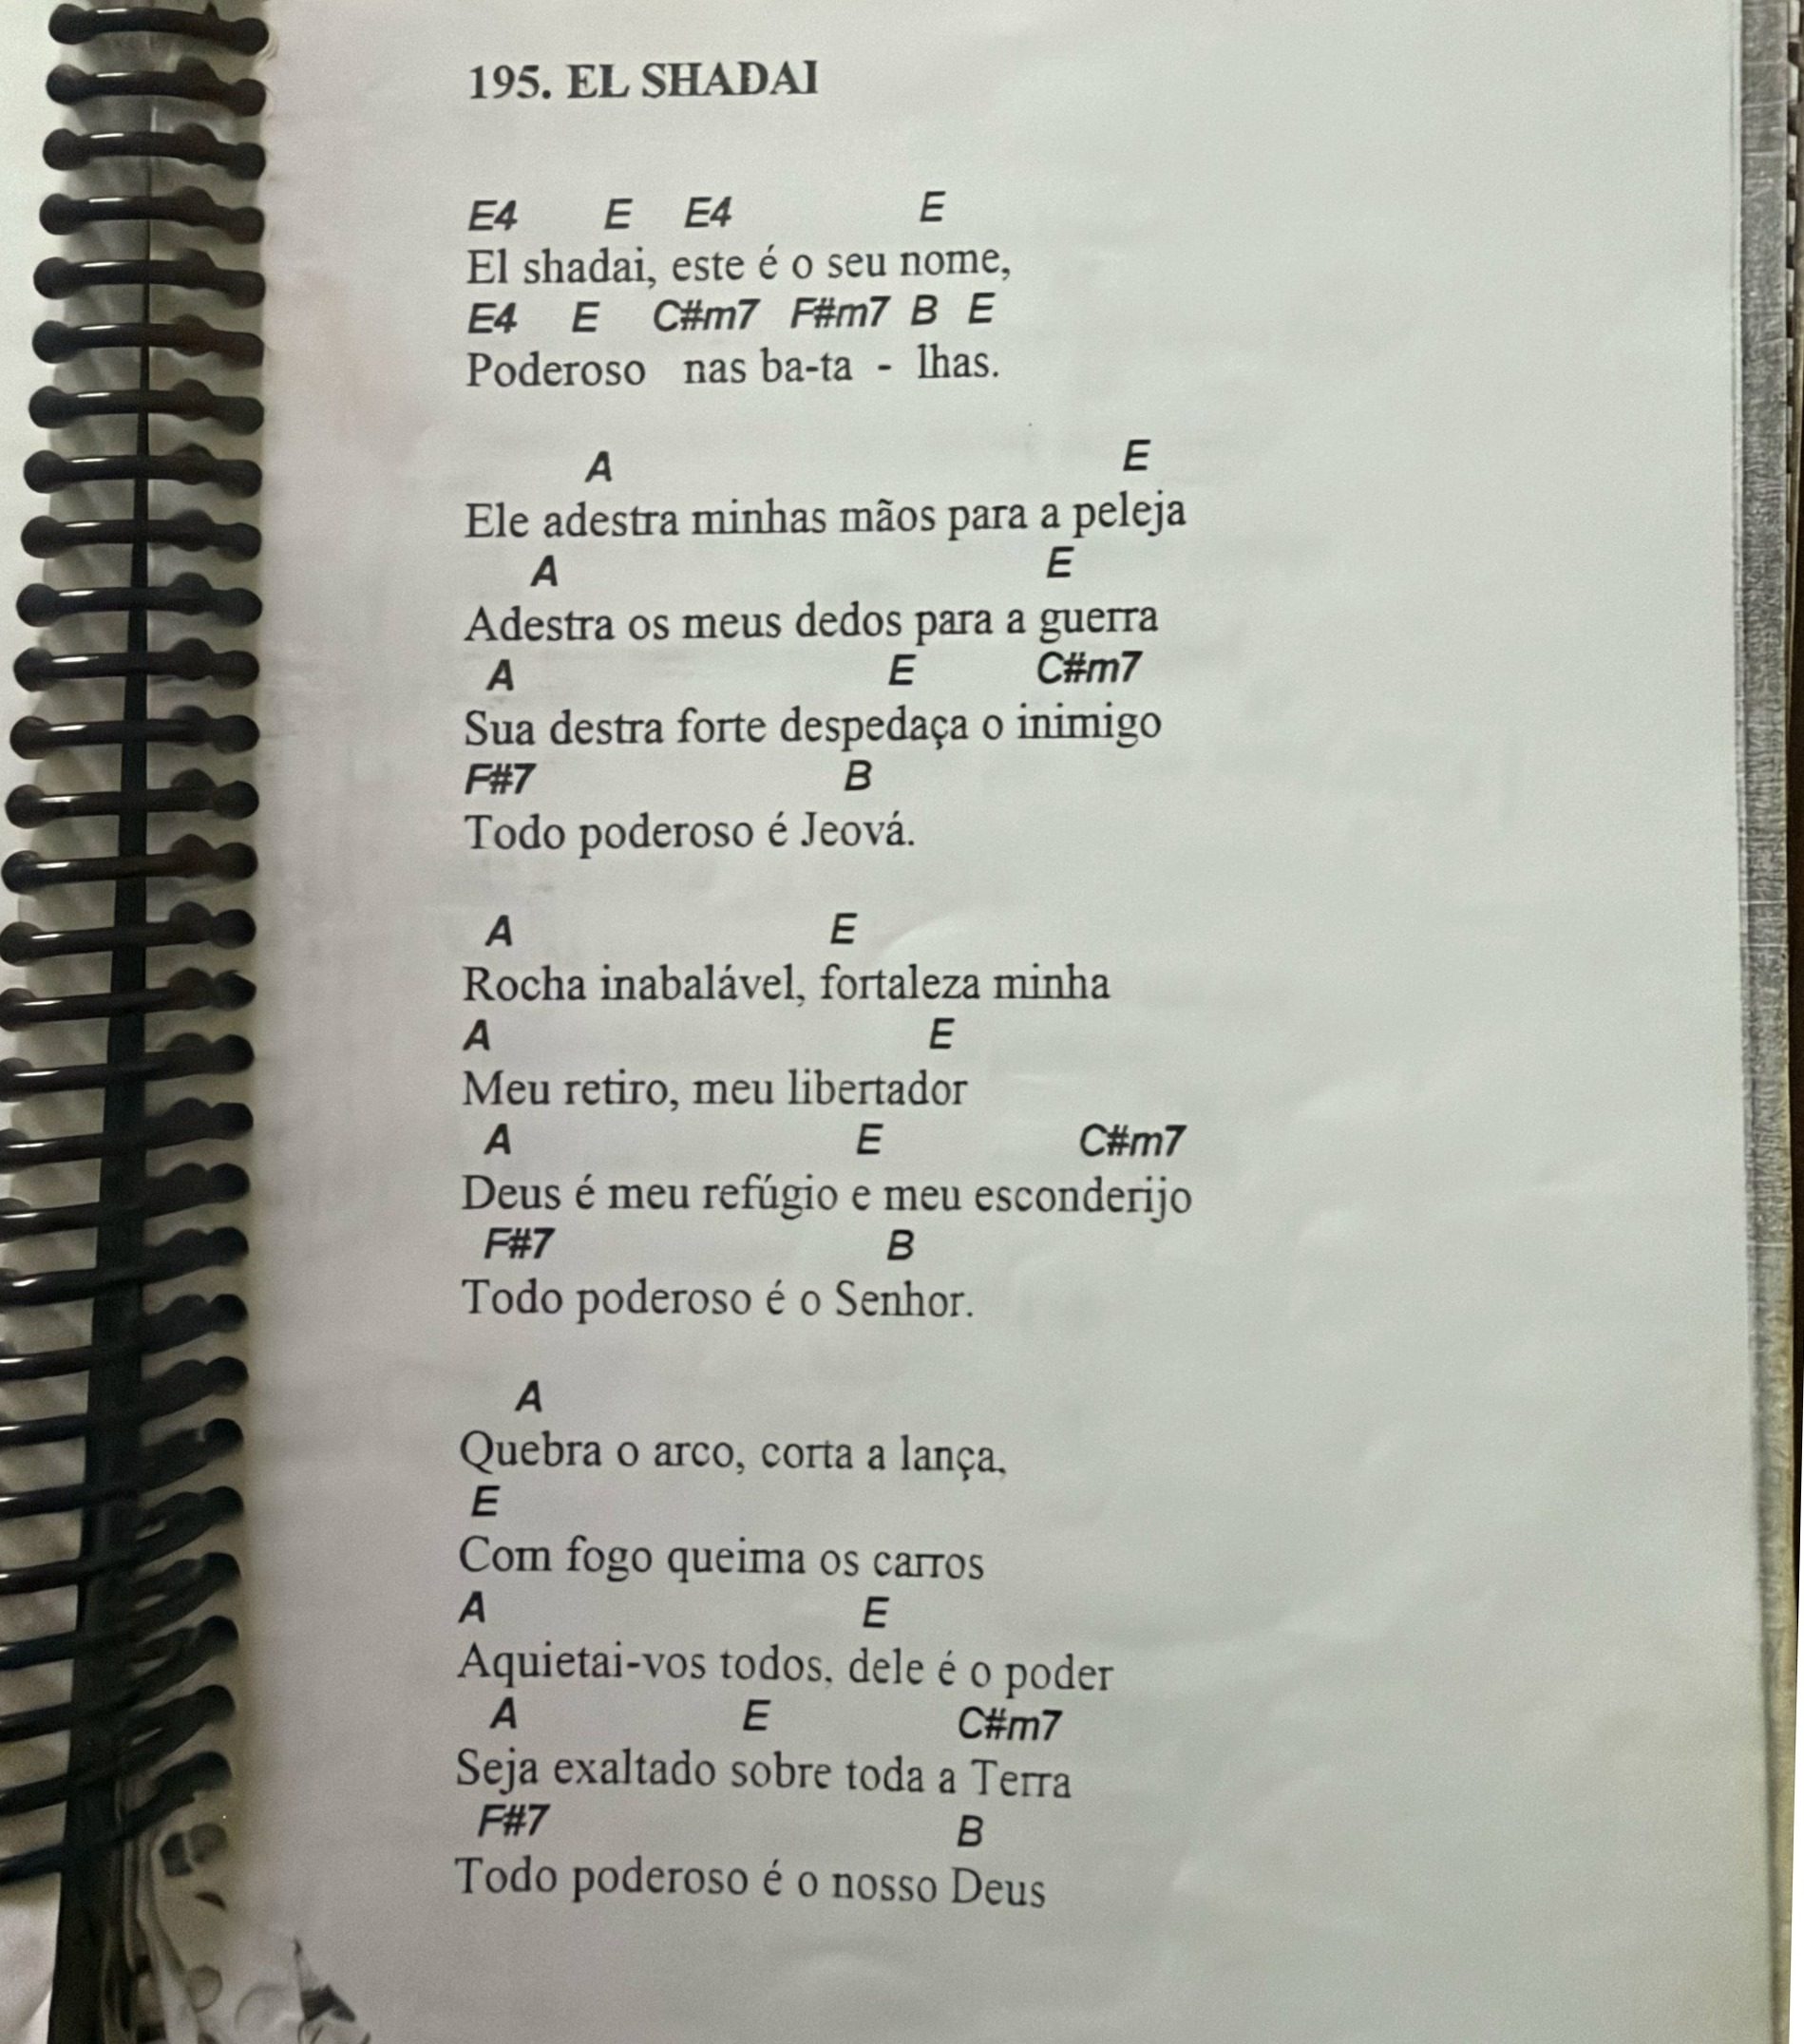 195. EL SHADAI
E4 E E4 E
El shadai, este é o seu nome,
E4 E C#m7 F#m7 B E
Poderoso nas ba-ta - lhas.
A E
Ele adestra minhas mãos para a peleja
A E
Adestra os meus dedos para a guerra
A E C#m7
Sua destra forte despedaça o inimigo
F#7 B
Todo poderoso é Jeová.
A E
Rocha inabalável, fortaleza minha
A E
Meu retiro, meu libertador
A E C#m7
Deus é meu refúgio e meu esconderijo
F#7 B
Todo poderoso é o Senhor.
A
Quebra o arco, corta a lança,
E
Com fogo queima os carros
A E
Aquietai-vos todos, dele é o poder
A E C#m7
Seja exaltado sobre toda a Terra
F#7 B
Todo poderoso é o nosso Deus